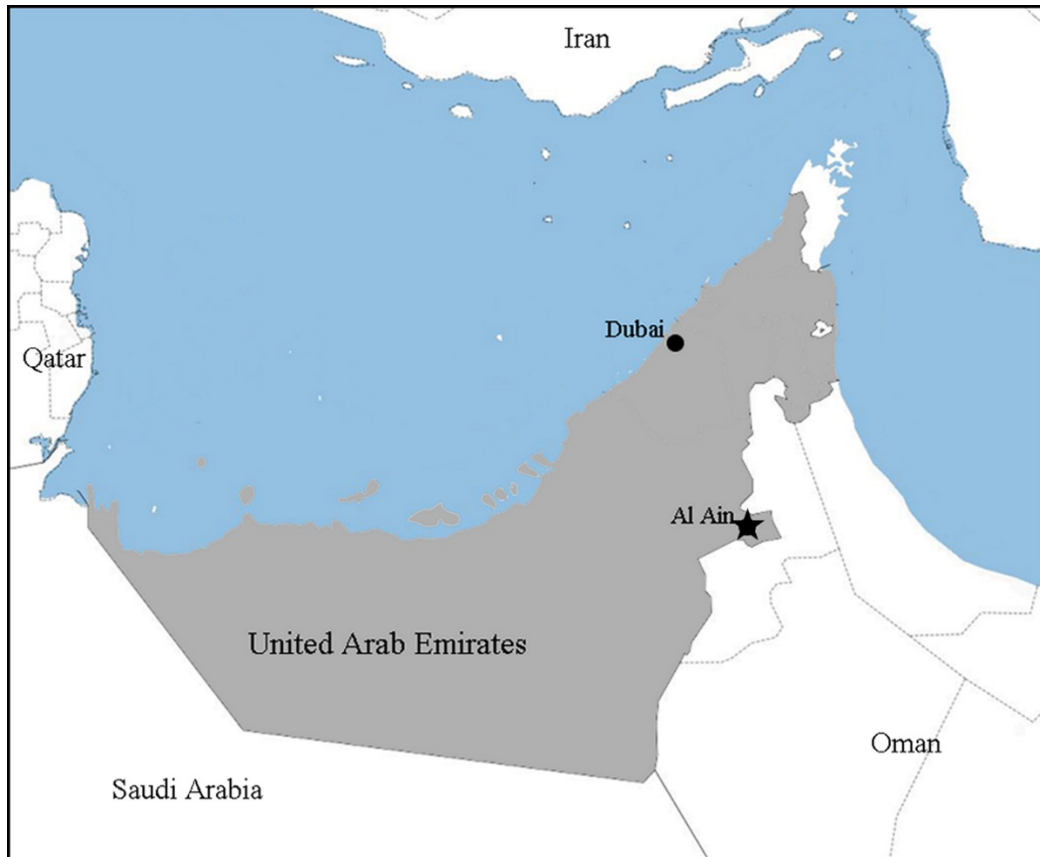 Iran
Dubai
Qatar
Al Ain
United Arab Emirates
Oman
Saudi Arabia